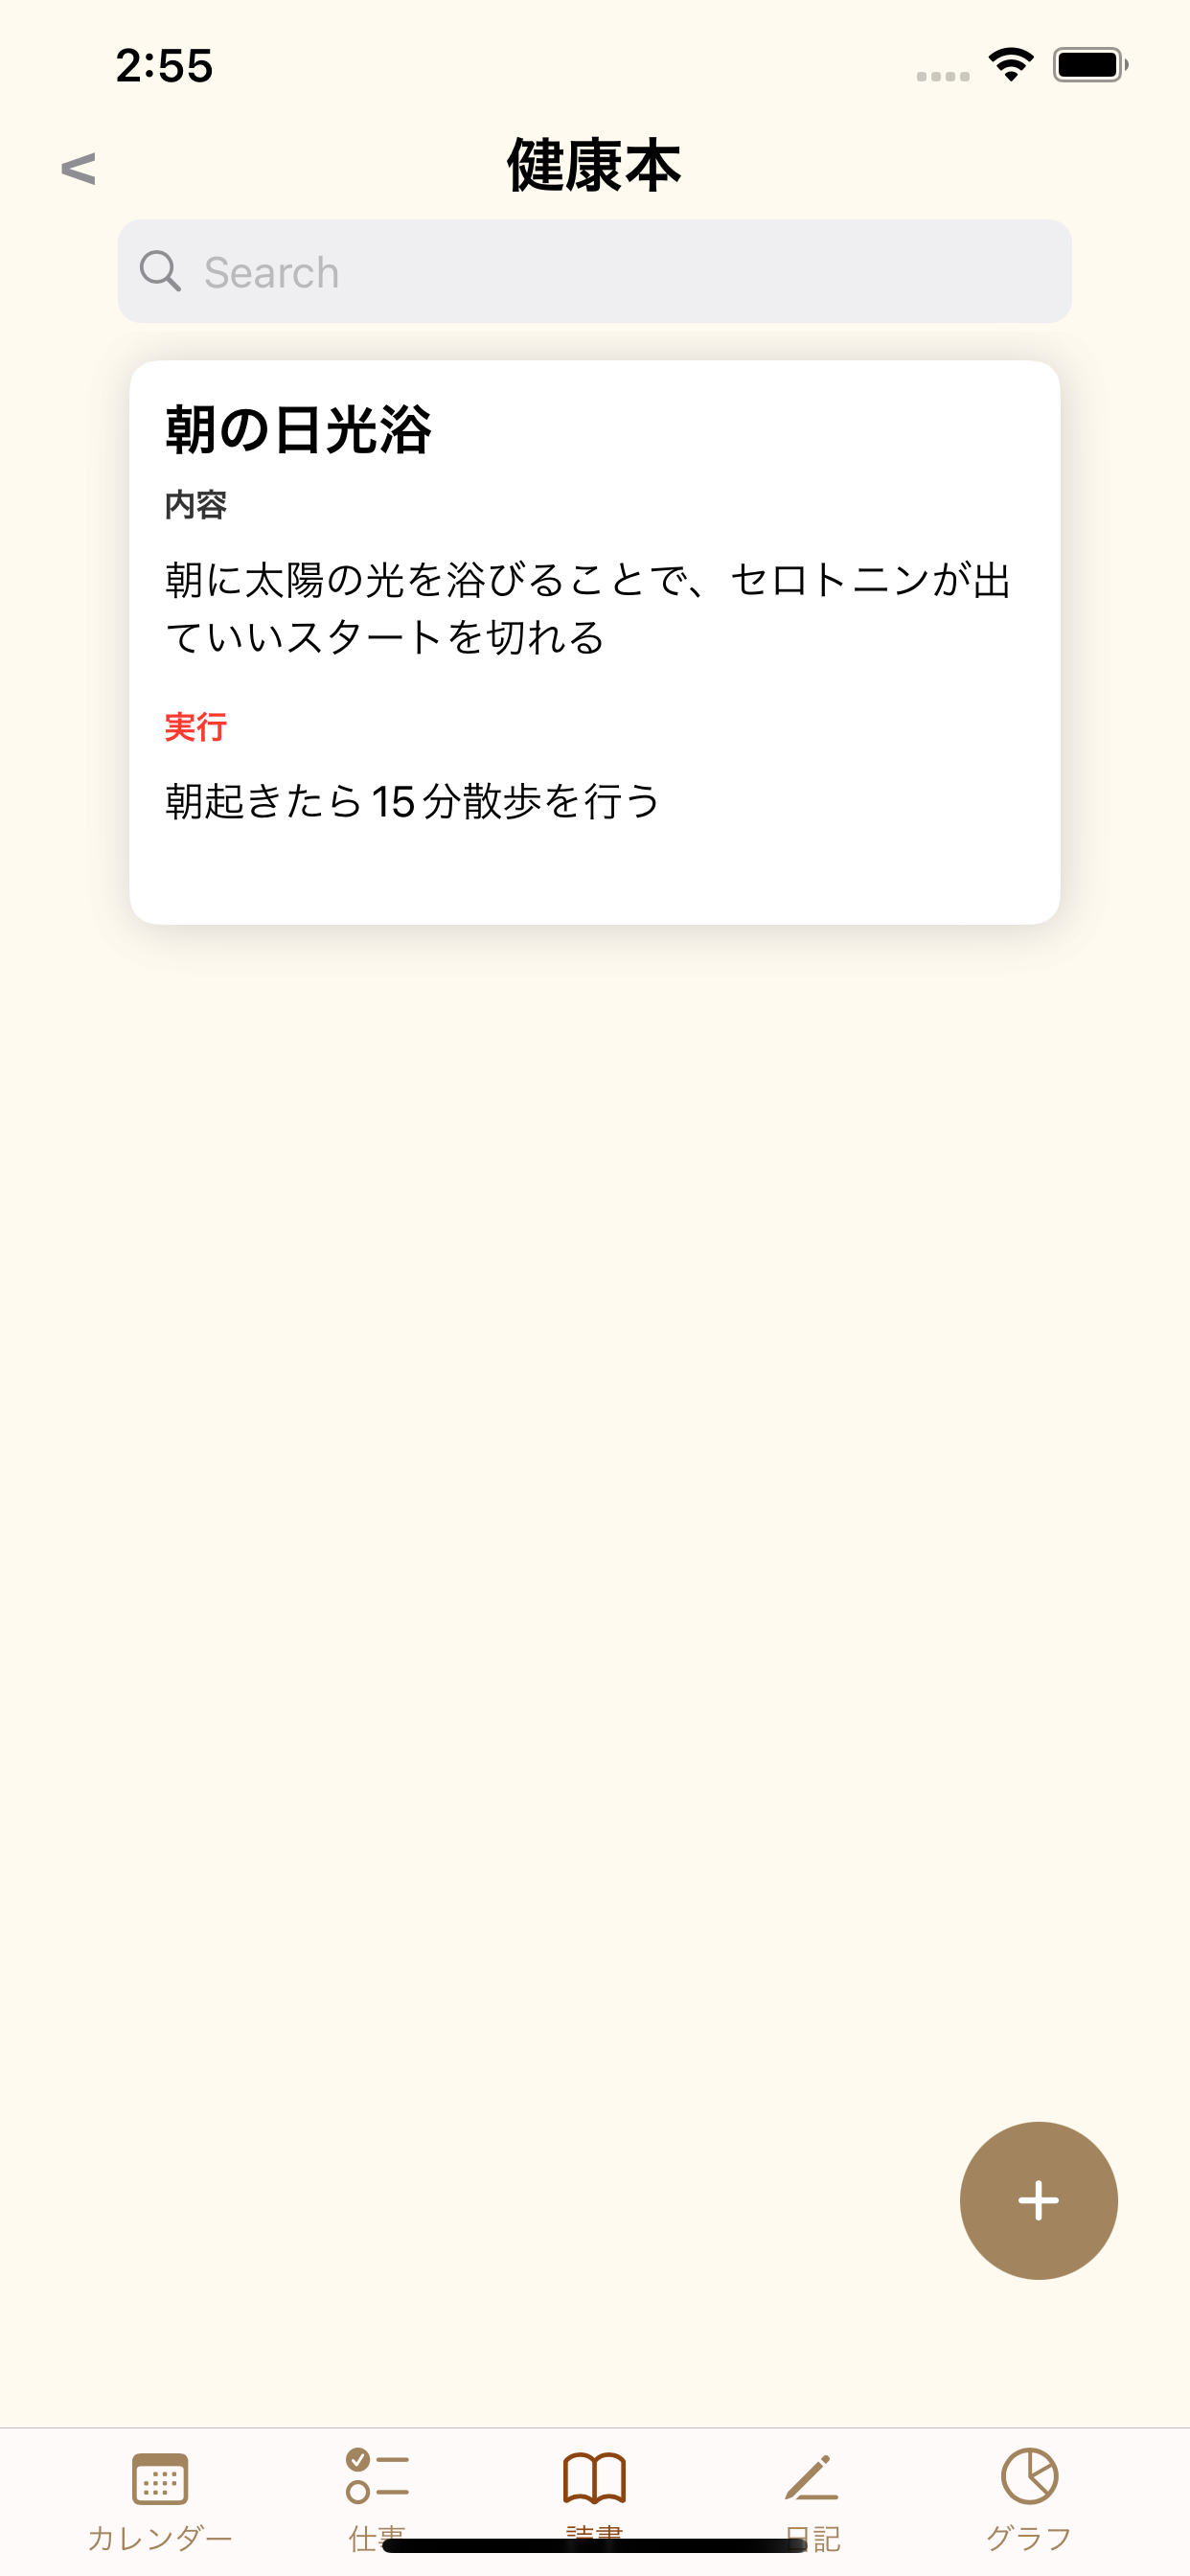 2:55
<
健康本
Search
朝の日光浴
内容
朝に太陽の光を浴びることで、セロトニンが出
ていいスタートを切れる
実行
朝起きたら15分散歩を行う
カレンダー
仕事
読書
日記
グラフ